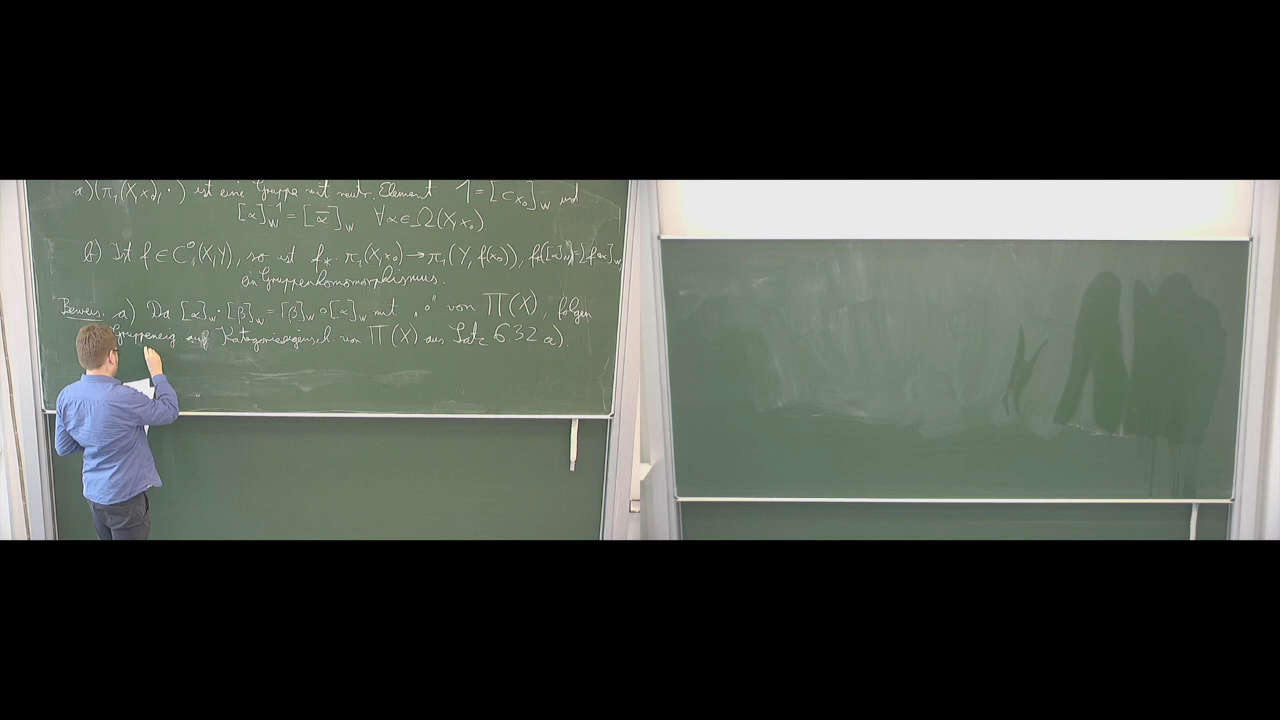 a) (π₁(X,x₀), ·) ist eine Gruppe mit neutr. Element 1 = [c_{x₀}]_W und
[α]_W^{-1} = [ᾱ]_W ∀α∈Ω(X,x₀).
b) Ist f ∈ C⁰(X,Y), so ist f_*: π₁(X,x₀) → π₁(Y, f(x₀)), f_*([α]_W) = [f∘α]_W
ein Gruppenhomomorphismus.
Beweis. a) Da [α]_W · [β]_W = [β]_W ∘ [α]_W mit „∘" von Π(X), folgen
Gruppeneig. Kategorieeigensch. von Π(X) aus Satz 6.32 a).